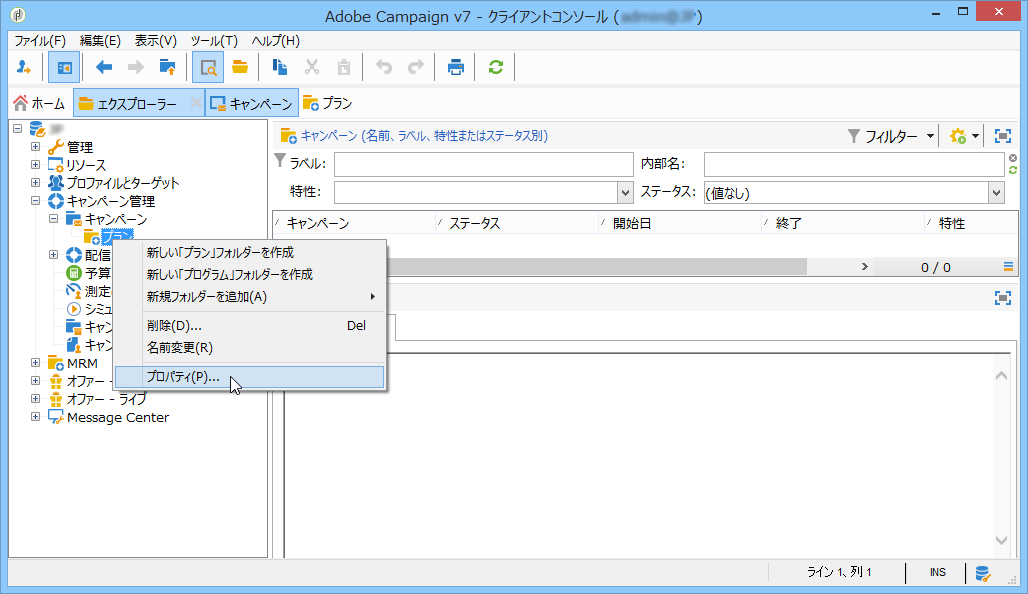 Adobe Campaign v7 - クライアントコンソール (
)
ファイル(F) 編集(E) 表示(V) ツール(T) ヘルプ(H)
ホーム エクスプローラー キャンペーン プラン
管理
リソース
プロファイルとターゲット
キャンペーン管理
キャンペーン
プラン
配信
予算
測定
シミュ
キャン
キャン
MRM
オファー -
オファー - ライブ
Message Center
新しい「プラン」フォルダーを作成
新しい「プログラム」フォルダーを作成
新規フォルダーを追加(A)
削除(D)... Del
名前変更(R)
プロパティ(P)...
キャンペーン (名前、ラベル、特性またはステータス別) フィルター
ラベル: 内部名:
特性: ステータス: (値なし)
キャンペーン ステータス 開始日 終了 特性
0 / 0
ライン 1、列 1 INS